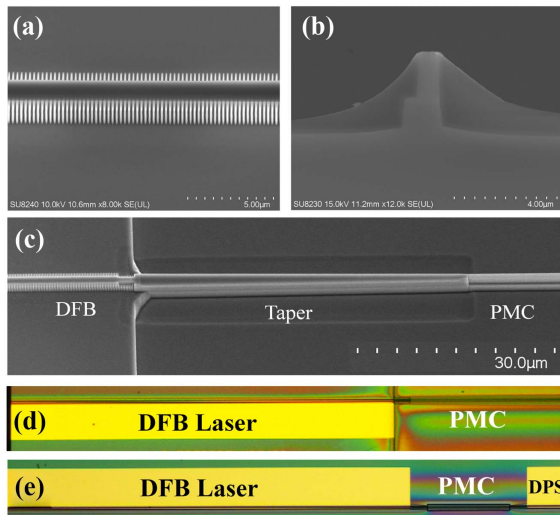 (a)
SU8240 10.0kV 10.6mm x8.00k SE(UL)
5.00μm
(b)
SU8230 15.0kV 11.2mm x12.0k SE(UL)
4.00μm
(c)
DFB
Taper
PMC
30.0μm
(d)
DFB Laser
PMC
(e)
DFB Laser
PMC
DPS